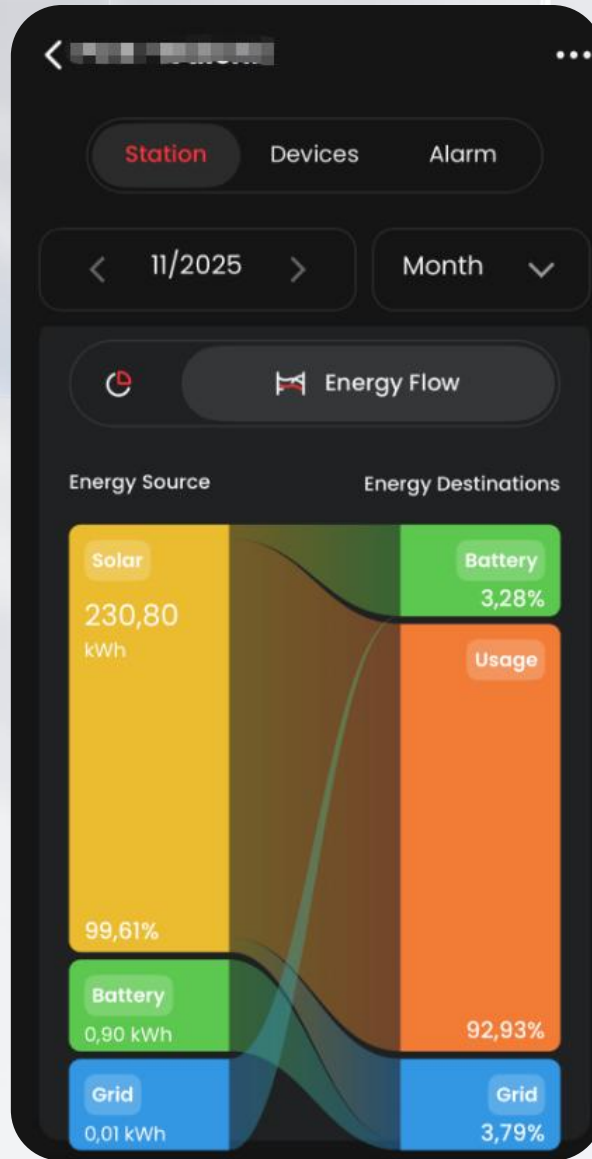 Station Devices Alarm
11/2025 Month
Energy Flow
Energy Source Energy Destinations
Solar
230,80
kWh
99,61%
Battery
0,90 kWh
Grid
0,01 kWh
Battery
3,28%
Usage
92,93%
Grid
3,79%